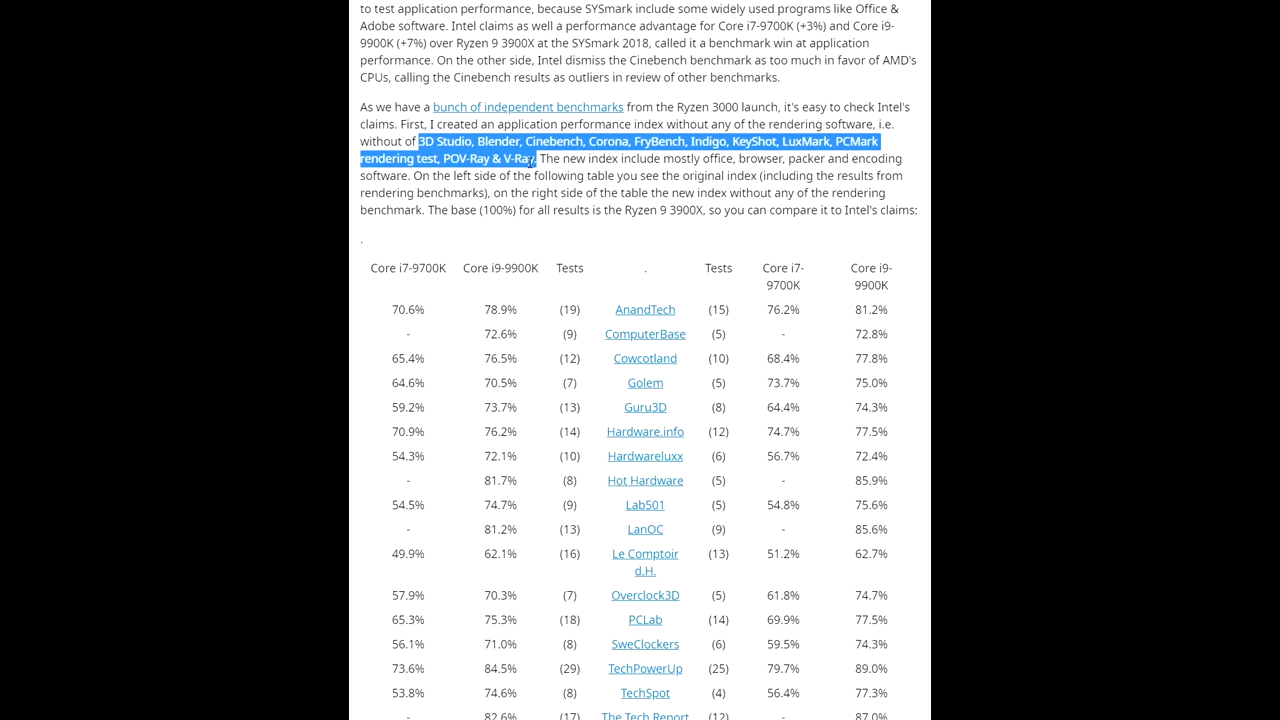 to test application performance, because SYSmark include some widely used programs like Office &
Adobe software. Intel claims as well a performance advantage for Core i7-9700K (+3%) and Core i9-
9900K (+7%) over Ryzen 9 3900X at the SYSmark 2018, called it a benchmark win at application
performance. On the other side, Intel dismiss the Cinebench benchmark as too much in favor of AMD's
CPUs, calling the Cinebench results as outliers in review of other benchmarks.
As we have a bunch of independent benchmarks from the Ryzen 3000 launch, it's easy to check Intel's
claims. First, I created an application performance index without any of the rendering software, i.e.
without of 3D Studio, Blender, Cinebench, Corona, FryBench, Indigo, KeyShot, LuxMark, PCMark
rendering test, POV-Ray & V-Ray. The new index include mostly office, browser, packer and encoding
software. On the left side of the following table you see the original index (including the results from
rendering benchmarks), on the right side of the table the new index without any of the rendering
benchmark. The base (100%) for all results is the Ryzen 9 3900X, so you can compare it to Intel's claims:
.
Core i7-9700K Core i9-9900K Tests . Tests Core i7- Core i9-
9700K 9900K
70.6% 78.9% (19) AnandTech (15) 76.2% 81.2%
- 72.6% (9) ComputerBase (5) - 72.8%
65.4% 76.5% (12) Cowcotland (10) 68.4% 77.8%
64.6% 70.5% (7) Golem (5) 73.7% 75.0%
59.2% 73.7% (13) Guru3D (8) 64.4% 74.3%
70.9% 76.2% (14) Hardware.info (12) 74.7% 77.5%
54.3% 72.1% (10) Hardwareluxx (6) 56.7% 72.4%
- 81.7% (8) Hot Hardware (5) - 85.9%
54.5% 74.7% (9) Lab501 (5) 54.8% 75.6%
- 81.2% (13) LanOC (9) - 85.6%
49.9% 62.1% (16) Le Comptoir (13) 51.2% 62.7%
d.H.
57.9% 70.3% (7) Overclock3D (5) 61.8% 74.7%
65.3% 75.3% (18) PCLab (14) 69.9% 77.5%
56.1% 71.0% (8) SweClockers (6) 59.5% 74.3%
73.6% 84.5% (29) TechPowerUp (25) 79.7% 89.0%
53.8% 74.6% (8) TechSpot (4) 56.4% 77.3%
- 82.6% (17) The Tech Report (12) - 87.0%